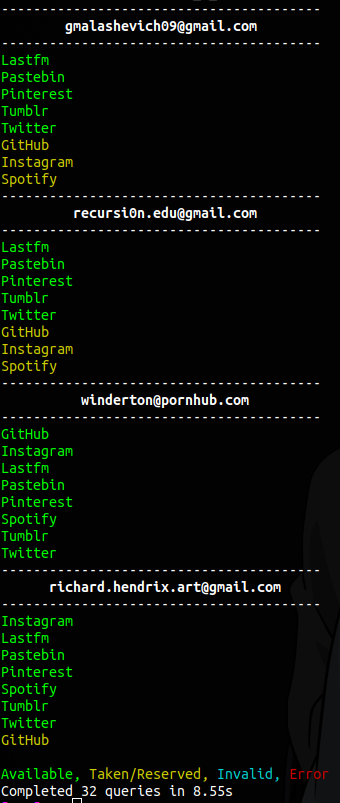 ----------------------------------------
gmalashevich09@gmail.com
----------------------------------------
Lastfm
Pastebin
Pinterest
Tumblr
Twitter
GitHub
Instagram
Spotify
----------------------------------------
recursi0n.edu@gmail.com
----------------------------------------
Lastfm
Pastebin
Pinterest
Tumblr
Twitter
GitHub
Instagram
Spotify
----------------------------------------
winderton@pornhub.com
----------------------------------------
GitHub
Instagram
Lastfm
Pastebin
Pinterest
Spotify
Tumblr
Twitter
----------------------------------------
richard.hendrix.art@gmail.com
----------------------------------------
Instagram
Lastfm
Pastebin
Pinterest
Spotify
Tumblr
Twitter
GitHub
Available, Taken/Reserved, Invalid, Error
Completed 32 queries in 8.55s